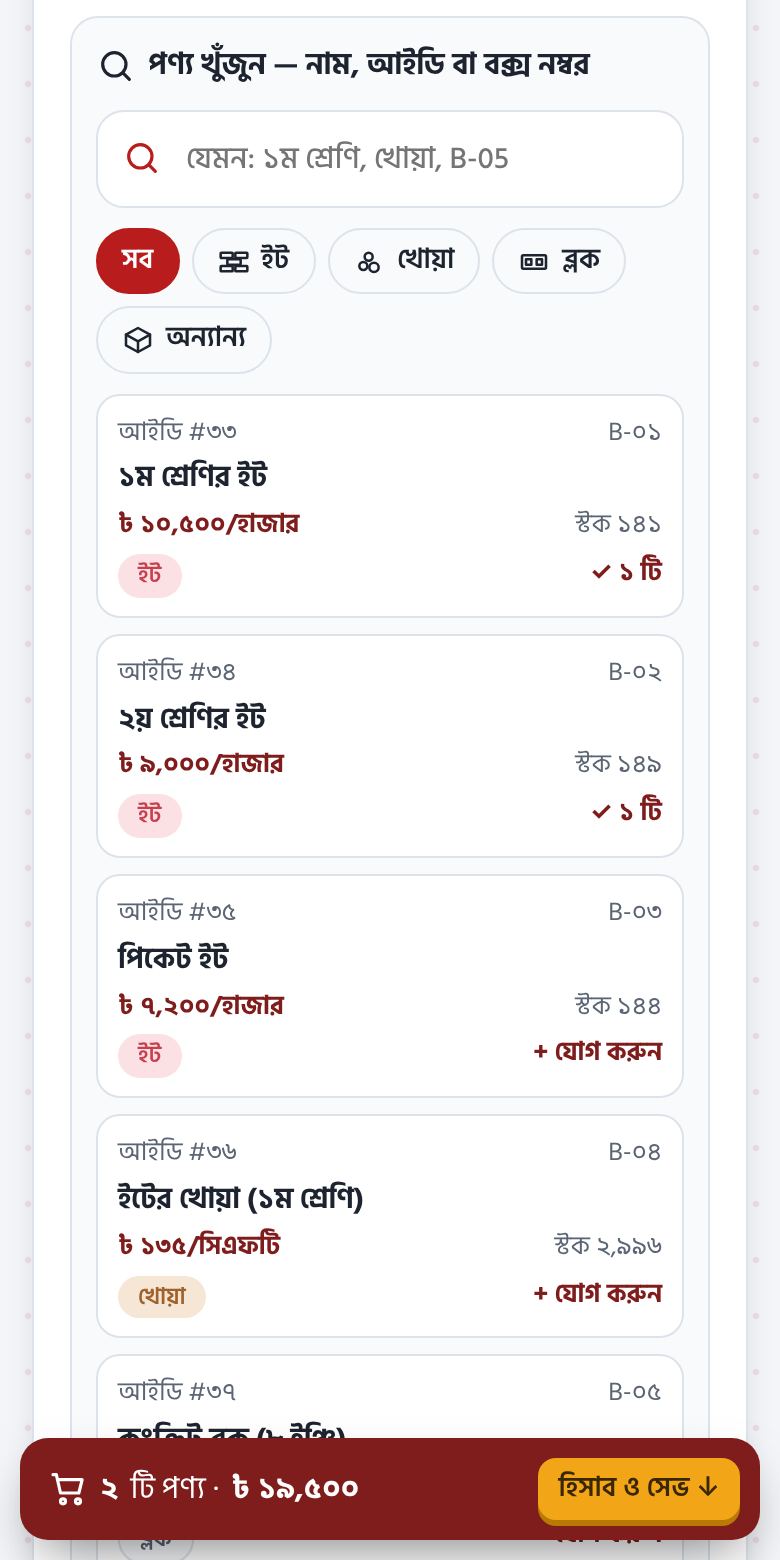 পণ্য খুঁজুন — নাম, আইডি বা বক্স নম্বর
যেমন: ১ম শ্রেণি, খোয়া, B-05
সব ইট খোয়া ব্লক
অন্যান্য
আইডি #৩৩ B-০১
১ম শ্রেণির ইট
৳ ১০,৫০০/হাজার স্টক ১৪১
ইট ✓ ১ টি
আইডি #৩৪ B-০২
২য় শ্রেণির ইট
৳ ৯,০০০/হাজার স্টক ১৪৯
ইট ✓ ১ টি
আইডি #৩৫ B-০৩
পিকেট ইট
৳ ৭,২০০/হাজার স্টক ১৪৪
ইট + যোগ করুন
আইডি #৩৬ B-০৪
ইটের খোয়া (১ম শ্রেণি)
৳ ১৩৫/সিএফটি স্টক ২,৯৯৬
খোয়া + যোগ করুন
আইডি #৩৭ B-০৫
২ টি পণ্য · ৳ ১৯,৫০০ হিসাব ও সেভ ↓